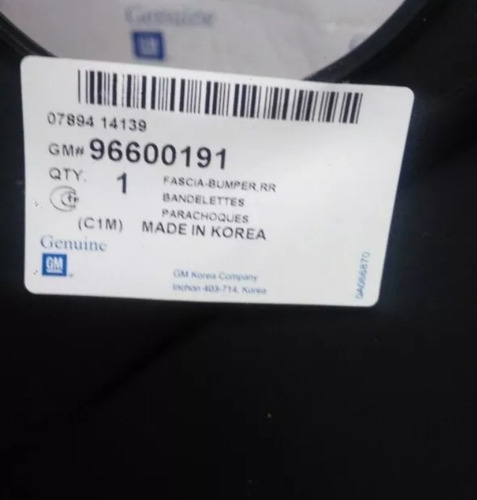 Genuine
GM
07894 14139
GM# 96600191
QTY. 1 FASCIA-BUMPER,RR
BANDELETTES
PARACHOQUES
(C1M) MADE IN KOREA
Genuine
GM
GM Korea Company
Inchon 403-714, Korea